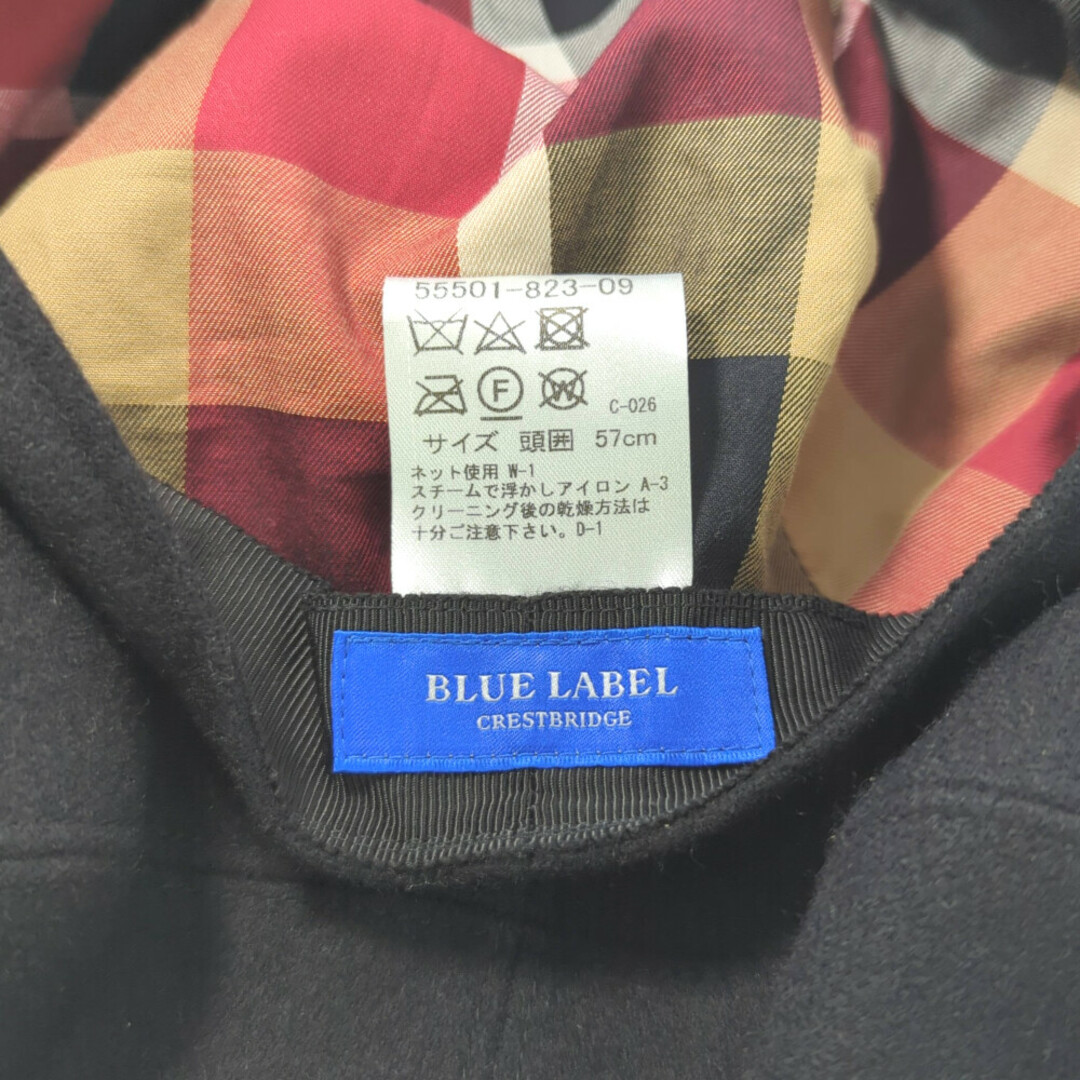 55501-823-09
F W
C-026
サイズ 頭囲 57cm
ネット使用 W-1
スチームで浮かしアイロン A-3
クリーニング後の乾燥方法は
十分ご注意下さい。D-1
BLUE LABEL
CRESTBRIDGE